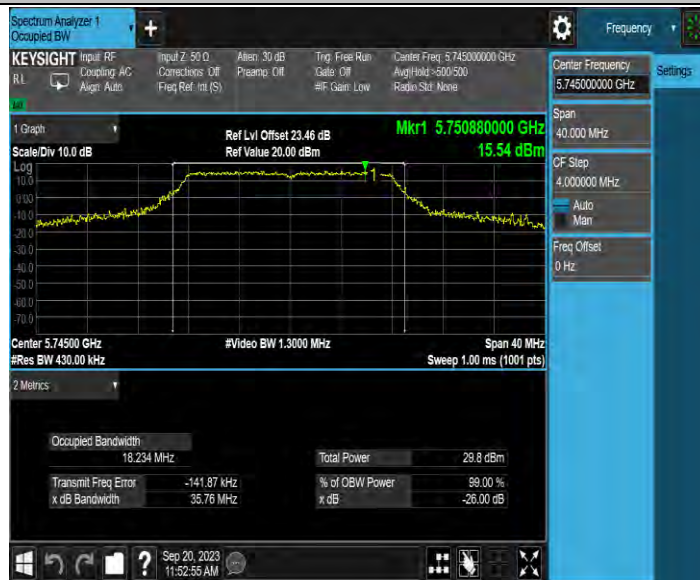 Spectrum Analyzer 1
Occupied BW
+
Frequency
KEYSIGHT
Input: RF
Coupling: AC
Align: Auto
Input Z: 50 Ω
Corrections: Off
Freq Ref: Int (S)
Atten: 30 dB
Preamp: Off
Trig: Free Run
Gate: Off
#IF Gain: Low
Center Freq: 5.745000000 GHz
Avg|Hold:>500/500
Radio Std: None
RL
Center Frequency
5.745000000 GHz
Settings
Span
40.000 MHz
CF Step
4.000000 MHz
Auto
Man
Freq Offset
0 Hz
1 Graph
Scale/Div 10.0 dB
Ref Lvl Offset 23.46 dB
Ref Value 20.00 dBm
Mkr1 5.750880000 GHz
15.54 dBm
Log
10.0
0.00
-10.0
-20.0
-30.0
-40.0
-50.0
-60.0
-70.0
1
Center 5.74500 GHz
#Res BW 430.00 kHz
#Video BW 1.3000 MHz
Span 40 MHz
Sweep 1.00 ms (1001 pts)
2 Metrics
Occupied Bandwidth
18.234 MHz
Total Power 29.8 dBm
Transmit Freq Error -141.87 kHz
% of OBW Power 99.00 %
x dB Bandwidth 35.76 MHz
x dB -26.00 dB
?
Sep 20, 2023
11:52:55 AM